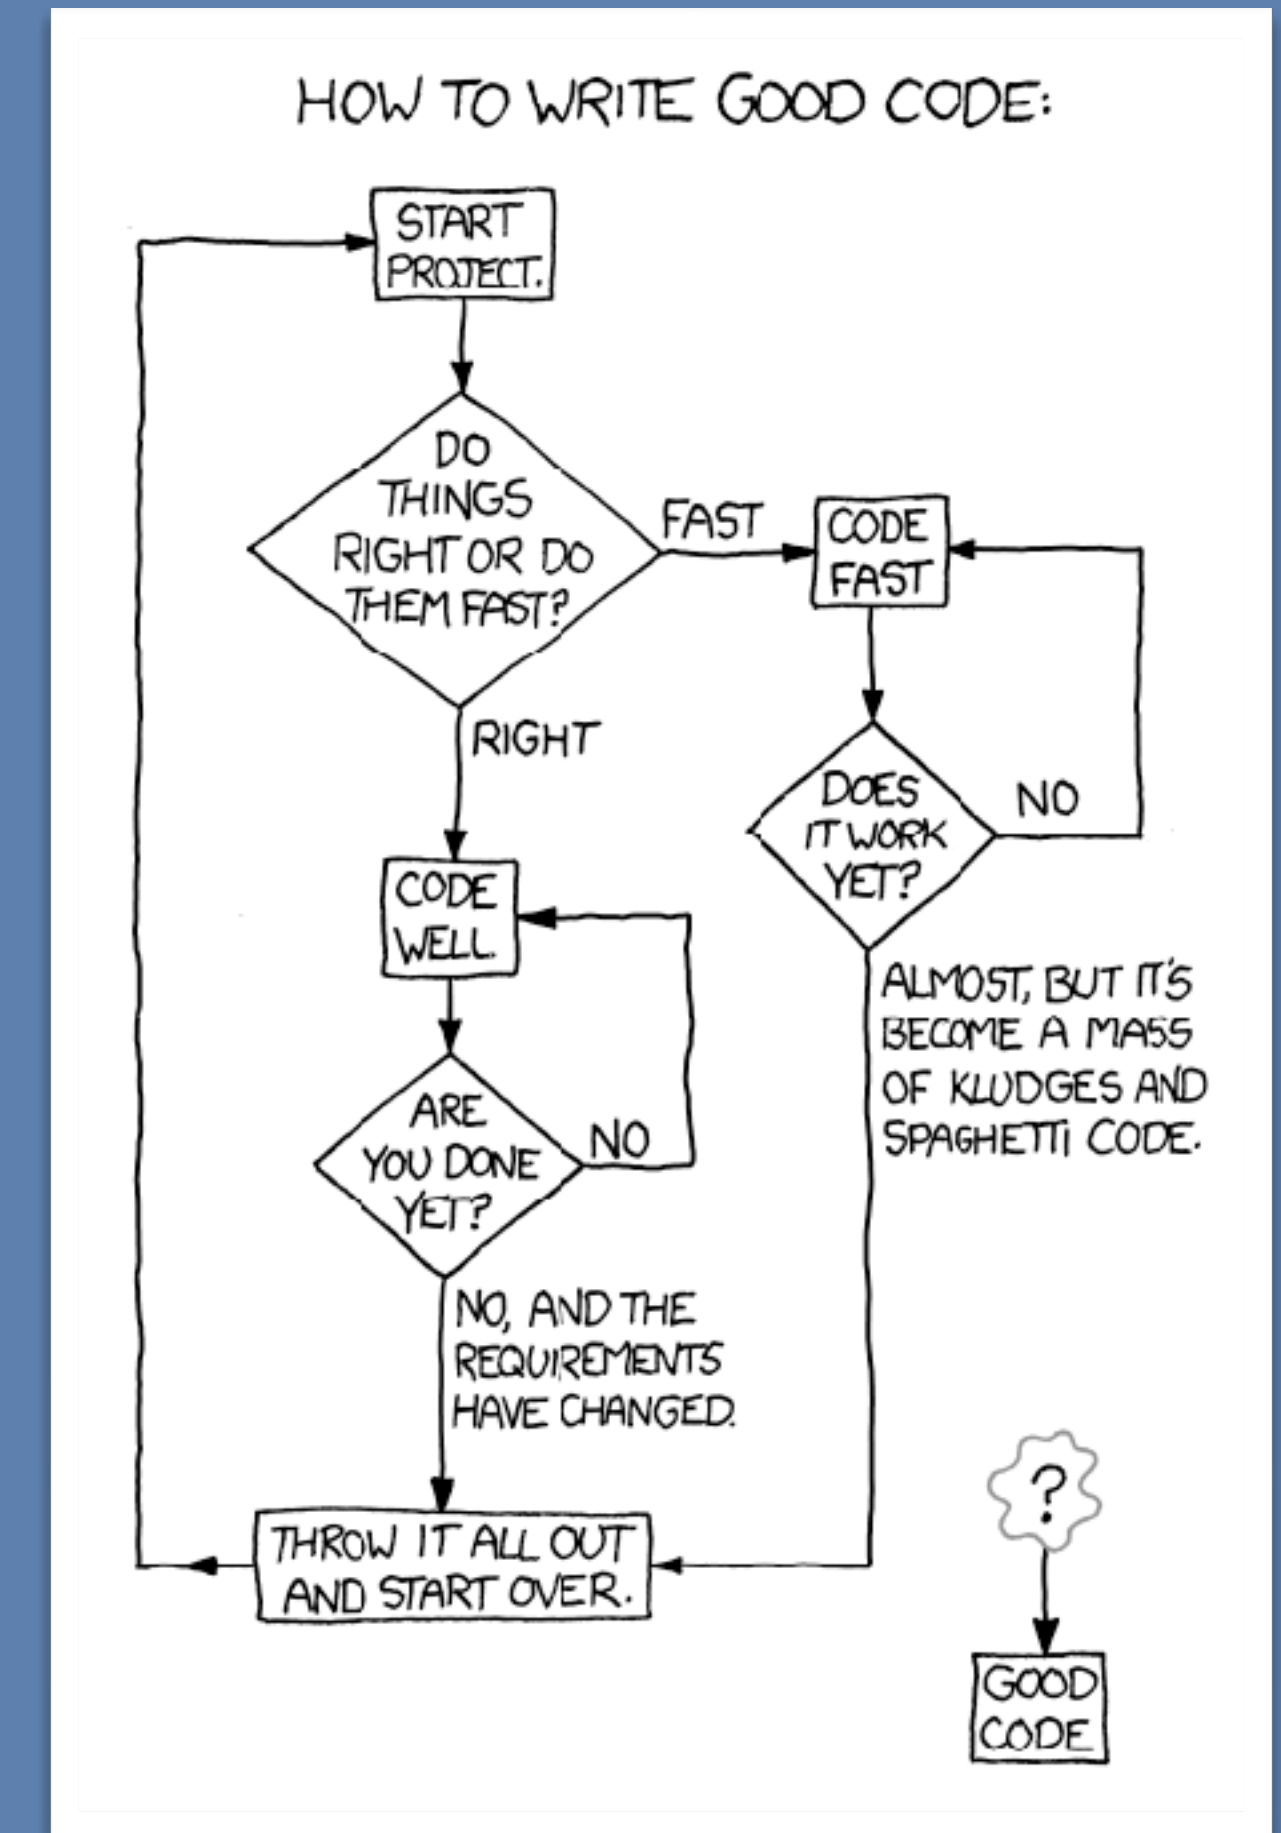 HOW TO WRITE GOOD CODE:
START
PROJECT.
DO
THINGS
RIGHT OR DO
THEM FAST?
FAST
CODE
FAST
RIGHT
DOES
IT WORK
YET?
NO
CODE
WELL.
ALMOST, BUT IT'S
BECOME A MASS
OF KLUDGES AND
SPAGHETTI CODE.
ARE
YOU DONE
YET?
NO
NO, AND THE
REQUIREMENTS
HAVE CHANGED.
THROW IT ALL OUT
AND START OVER.
?
GOOD
CODE